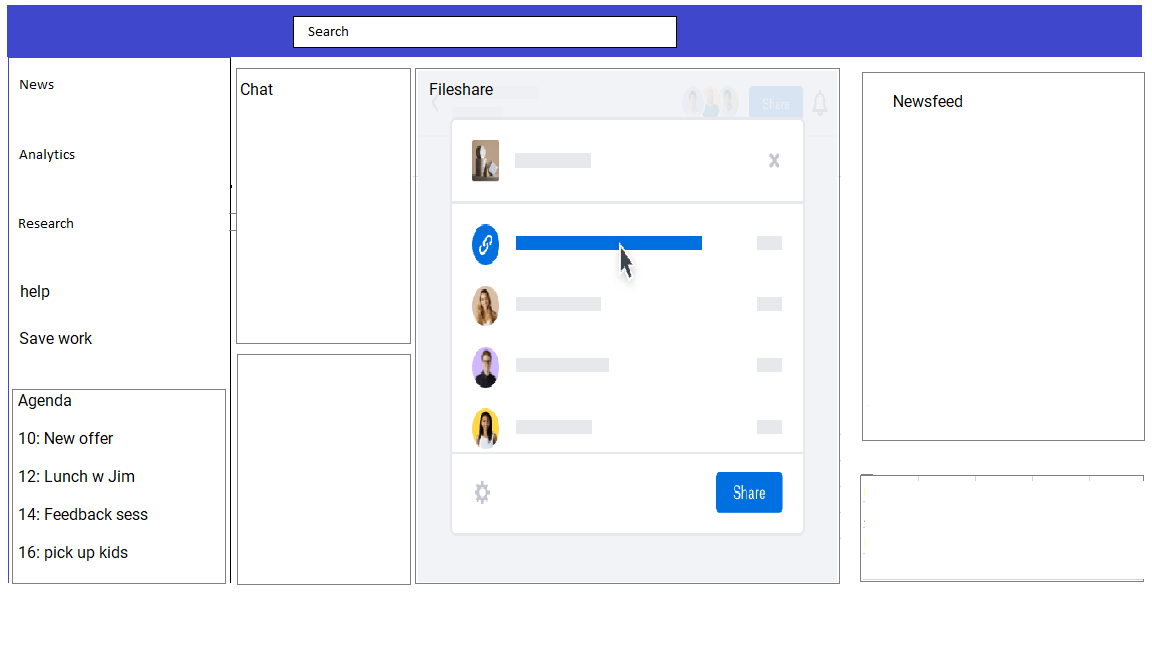 Search
News
Analytics
Research
help
Save work
Agenda
10: New offer
12: Lunch w Jim
14: Feedback sess
16: pick up kids
Chat
Fileshare
Share
Share
Newsfeed